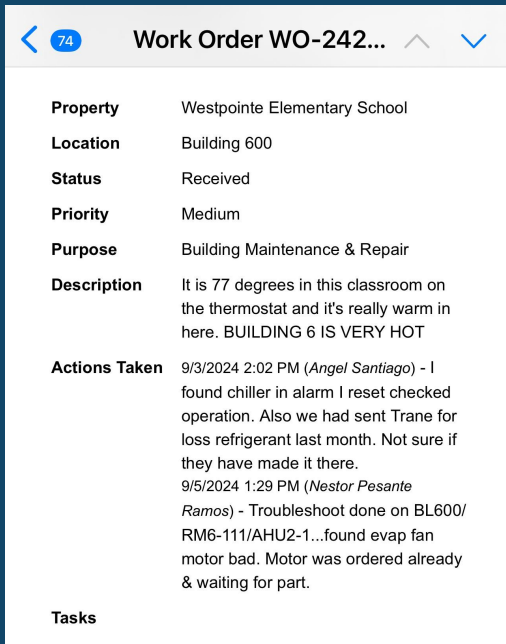 74
Work Order WO-242...
Property Westpointe Elementary School
Location Building 600
Status Received
Priority Medium
Purpose Building Maintenance & Repair
Description It is 77 degrees in this classroom on
the thermostat and it's really warm in
here. BUILDING 6 IS VERY HOT
Actions Taken 9/3/2024 2:02 PM (Angel Santiago) - I
found chiller in alarm I reset checked
operation. Also we had sent Trane for
loss refrigerant last month. Not sure if
they have made it there.
9/5/2024 1:29 PM (Nestor Pesante
Ramos) - Troubleshoot done on BL600/
RM6-111/AHU2-1...found evap fan
motor bad. Motor was ordered already
& waiting for part.
Tasks